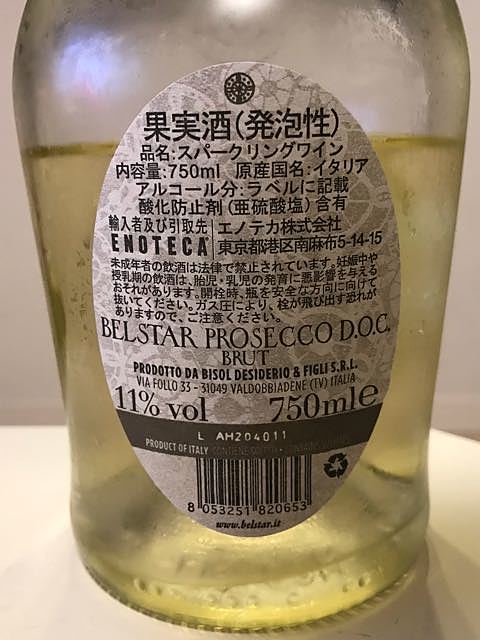 果実酒（発泡性）
品名：スパークリングワイン
内容量：750ml 原産国名：イタリア
アルコール分：ラベルに記載
酸化防止剤（亜硫酸塩）含有
輸入者及び引取先 エノテカ株式会社
ENOTECA 東京都港区南麻布5-14-15
未成年者の飲酒は法律で禁止されています。妊娠中や
授乳期の飲酒は、胎児・乳児の発育に悪影響を与える
おそれがあります。開栓時、瓶を安全な方向に向けて
抜いてください。ガス圧により、栓が飛び出す恐れが
ありますので、ご注意ください。
BELSTAR PROSECCO D.O.C.
BRUT
PRODOTTO DA BISOL DESIDERIO & FIGLI S.R.L.
VIA FOLLO 33 - 31049 VALDOBBIADENE (TV) ITALIA
11% vol 750ml e
L AH204011
PRODUCT OF ITALY CONTIENE SOLFITI
8 053251 820653
www.belstar.it